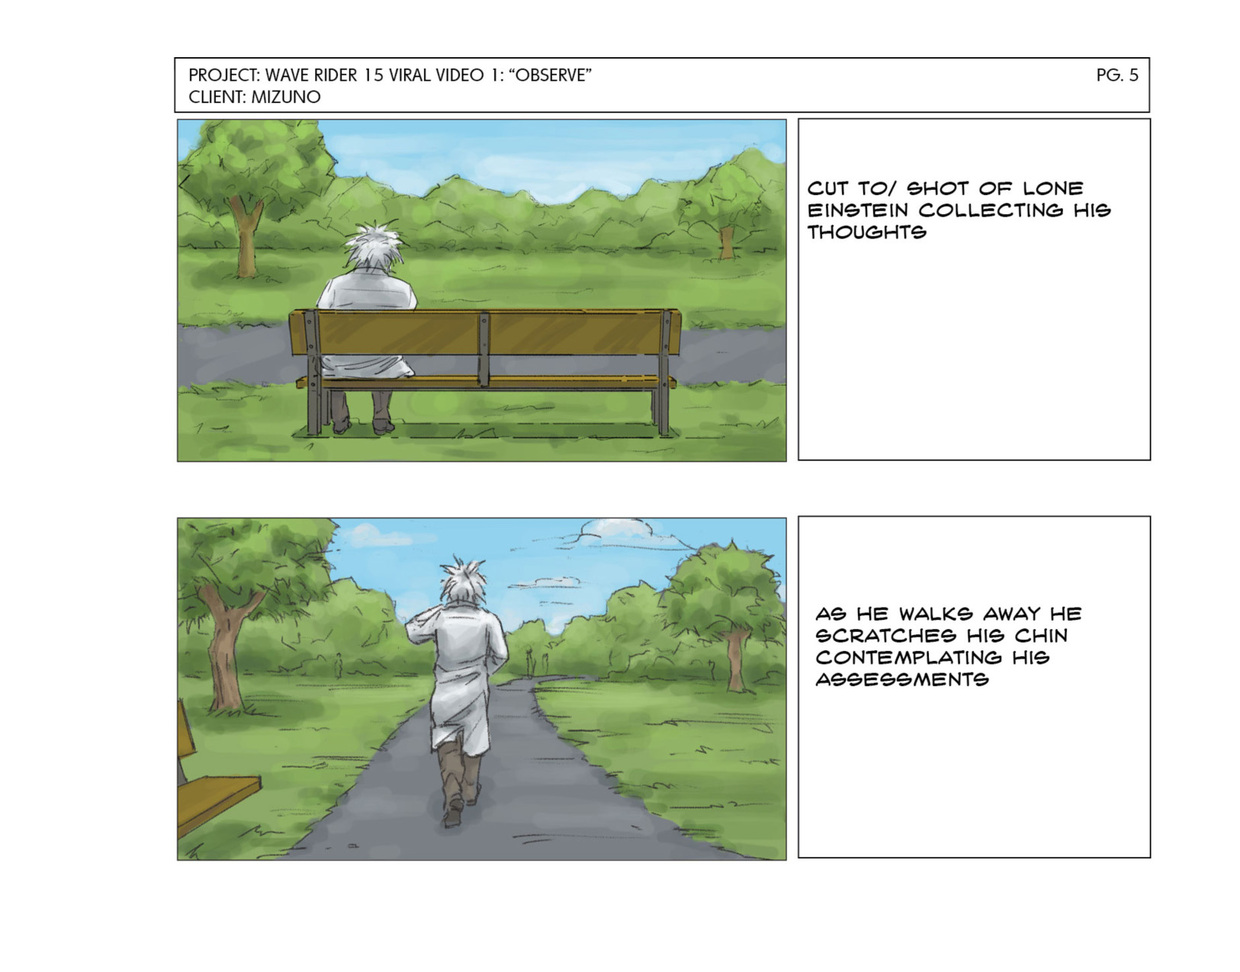 PROJECT: WAVE RIDER 15 VIRAL VIDEO 1: “OBSERVE”
PG. 5
CLIENT: MIZUNO
CUT TO/ SHOT OF LONE
EINSTEIN COLLECTING HIS
THOUGHTS
AS HE WALKS AWAY HE
SCRATCHES HIS CHIN
CONTEMPLATING HIS
ASSESSMENTS